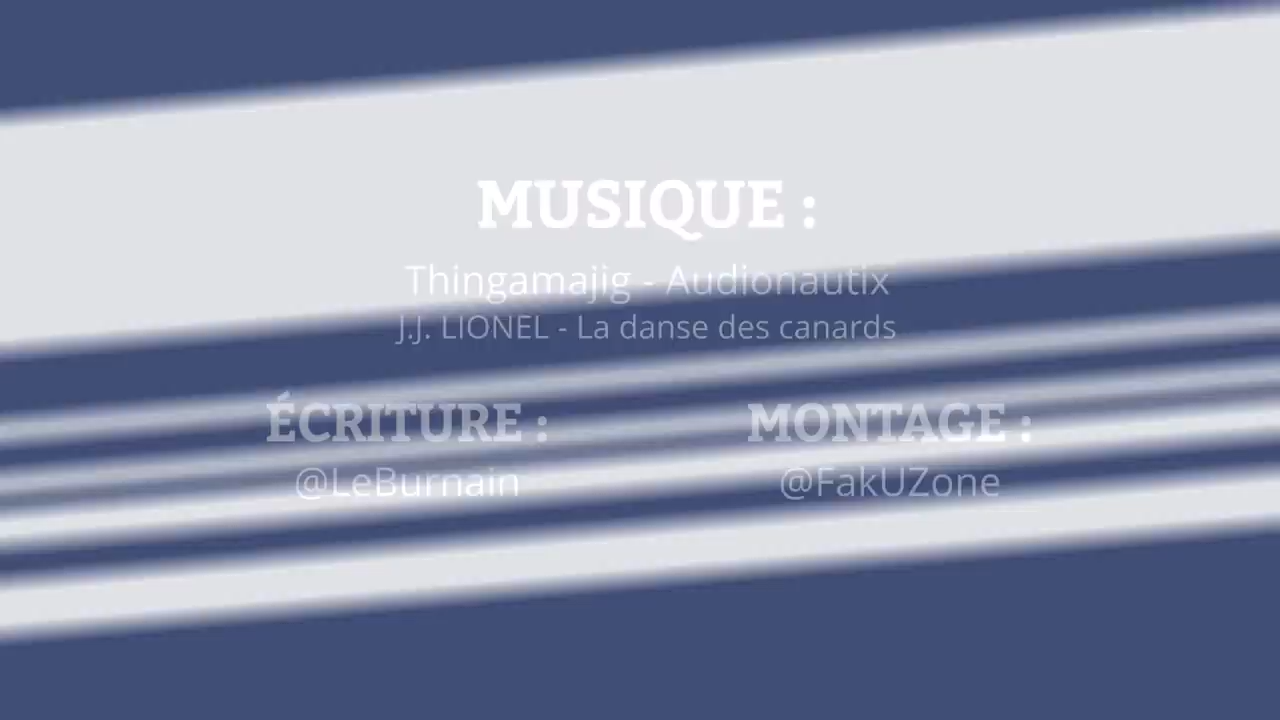 MUSIQUE :
Thingamajig - Audionautix
J.J. LIONEL - La danse des canards
ÉCRITURE :
@LeBurnain
MONTAGE :
@FakUZone